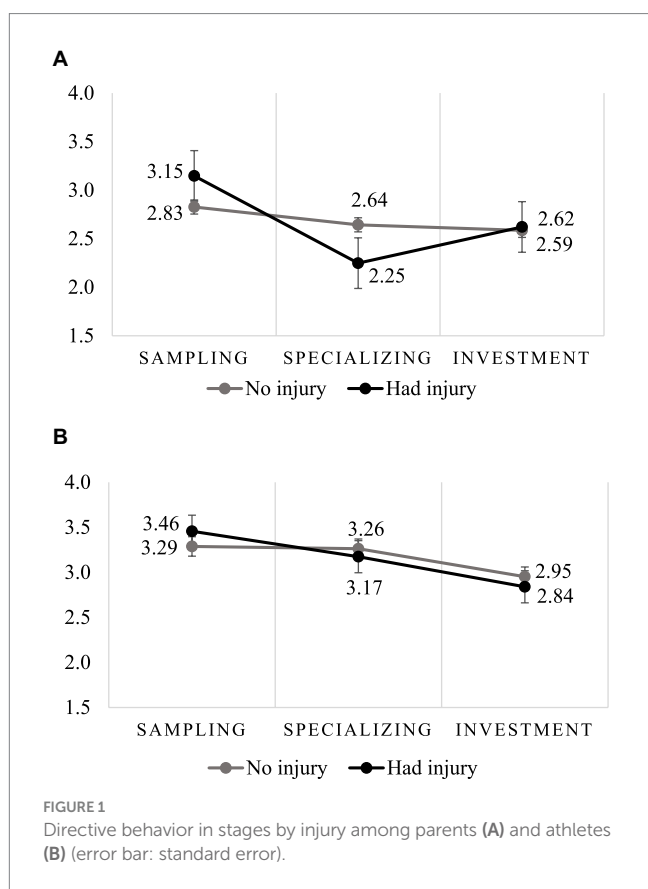 A
4.0
3.5
3.0
2.5
2.0
1.5
3.15
2.83
2.64
2.25
2.62
2.59
SAMPLING SPECIALIZING INVESTMENT
No injury Had injury
B
4.0
3.5
3.0
2.5
2.0
1.5
3.46
3.29
3.26
3.17
2.95
2.84
SAMPLING SPECIALIZING INVESTMENT
No injury Had injury
FIGURE 1
Directive behavior in stages by injury among parents (A) and athletes
(B) (error bar: standard error).